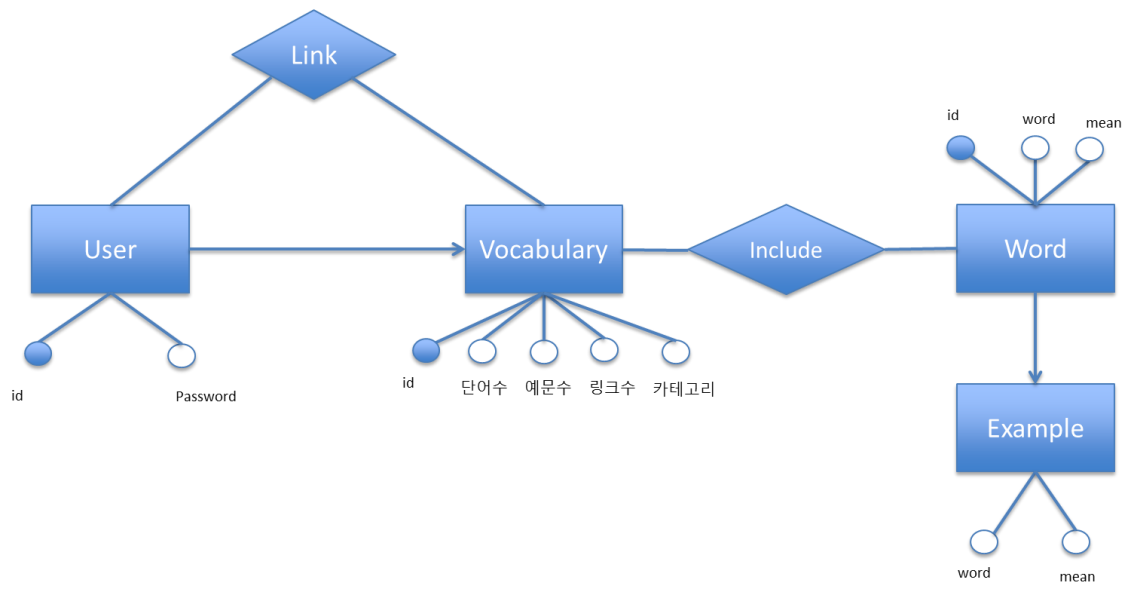 Link
id
word
mean
User
Vocabulary
Include
Word
id
Password
id
단어수
예문수
링크수
카테고리
Example
word
mean